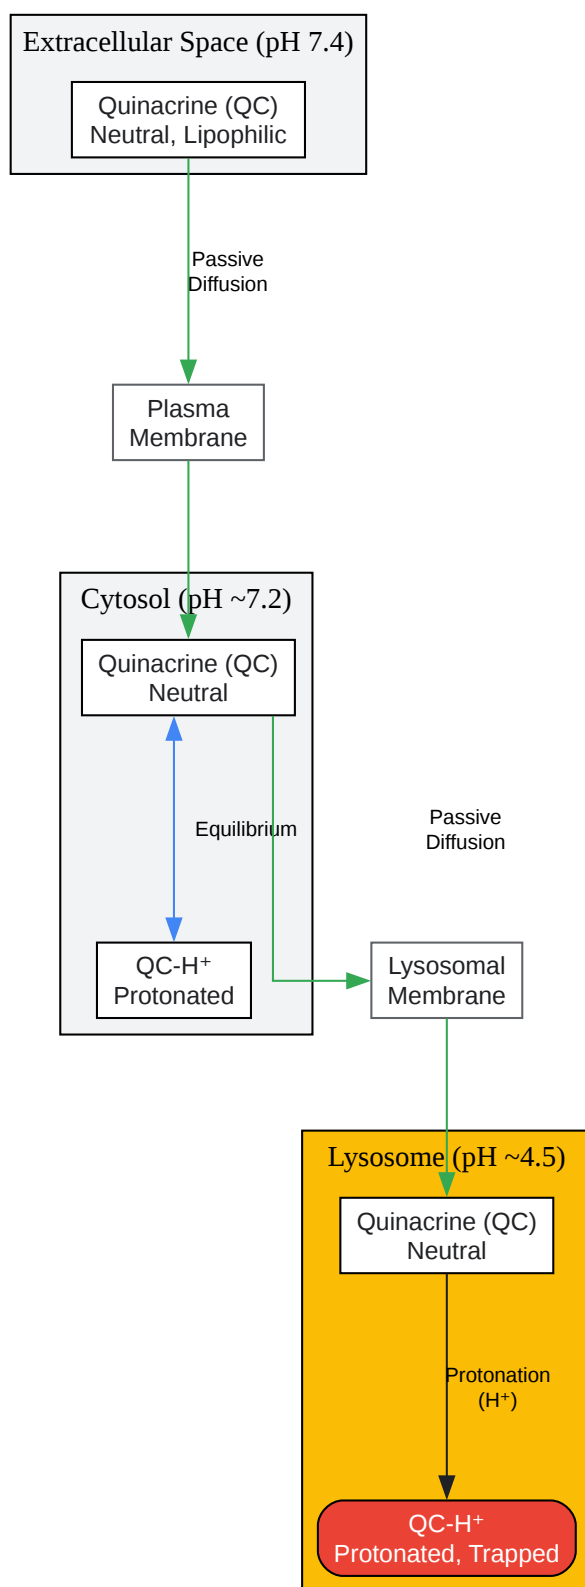 Extracellular Space (pH 7.4)
Quinacrine (QC)
Neutral, Lipophilic
Passive
Diffusion
Plasma
Membrane
Cytosol (pH ~7.2)
Quinacrine (QC)
Neutral
Equilibrium
Passive
Diffusion
QC-H⁺
Protonated
Lysosomal
Membrane
Lysosome (pH ~4.5)
Quinacrine (QC)
Neutral
Protonation
(H⁺)
QC-H⁺
Protonated, Trapped